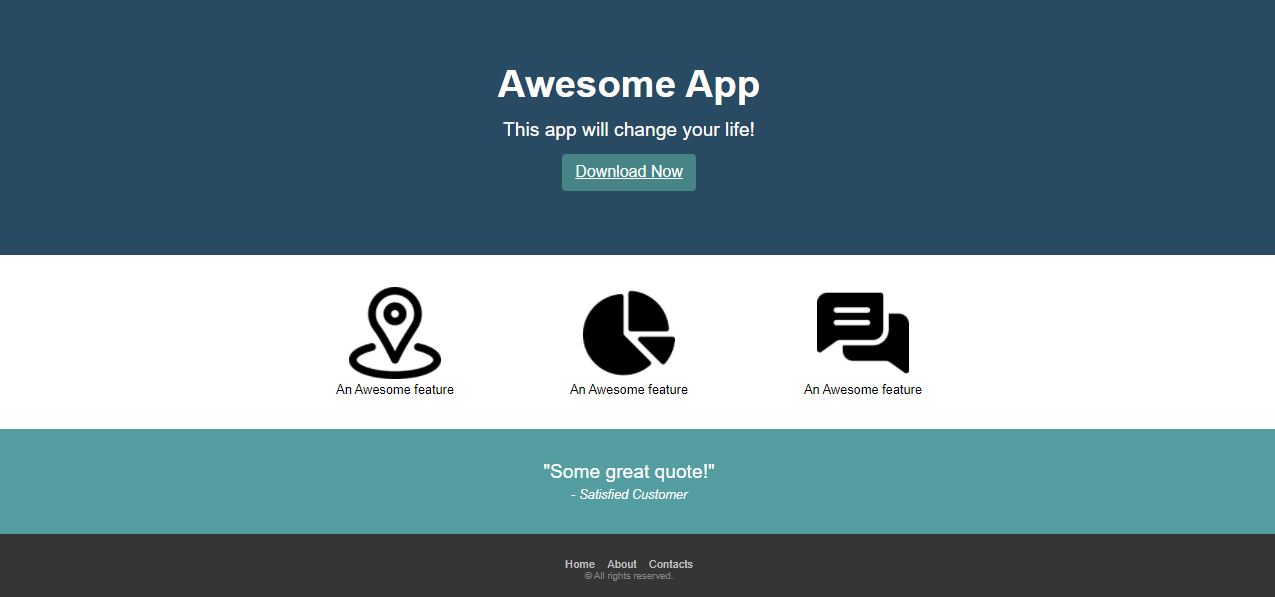 Awesome App
This app will change your life!
Download Now
An Awesome feature
An Awesome feature
An Awesome feature
"Some great quote!"
- Satisfied Customer
Home About Contacts
© All rights reserved.